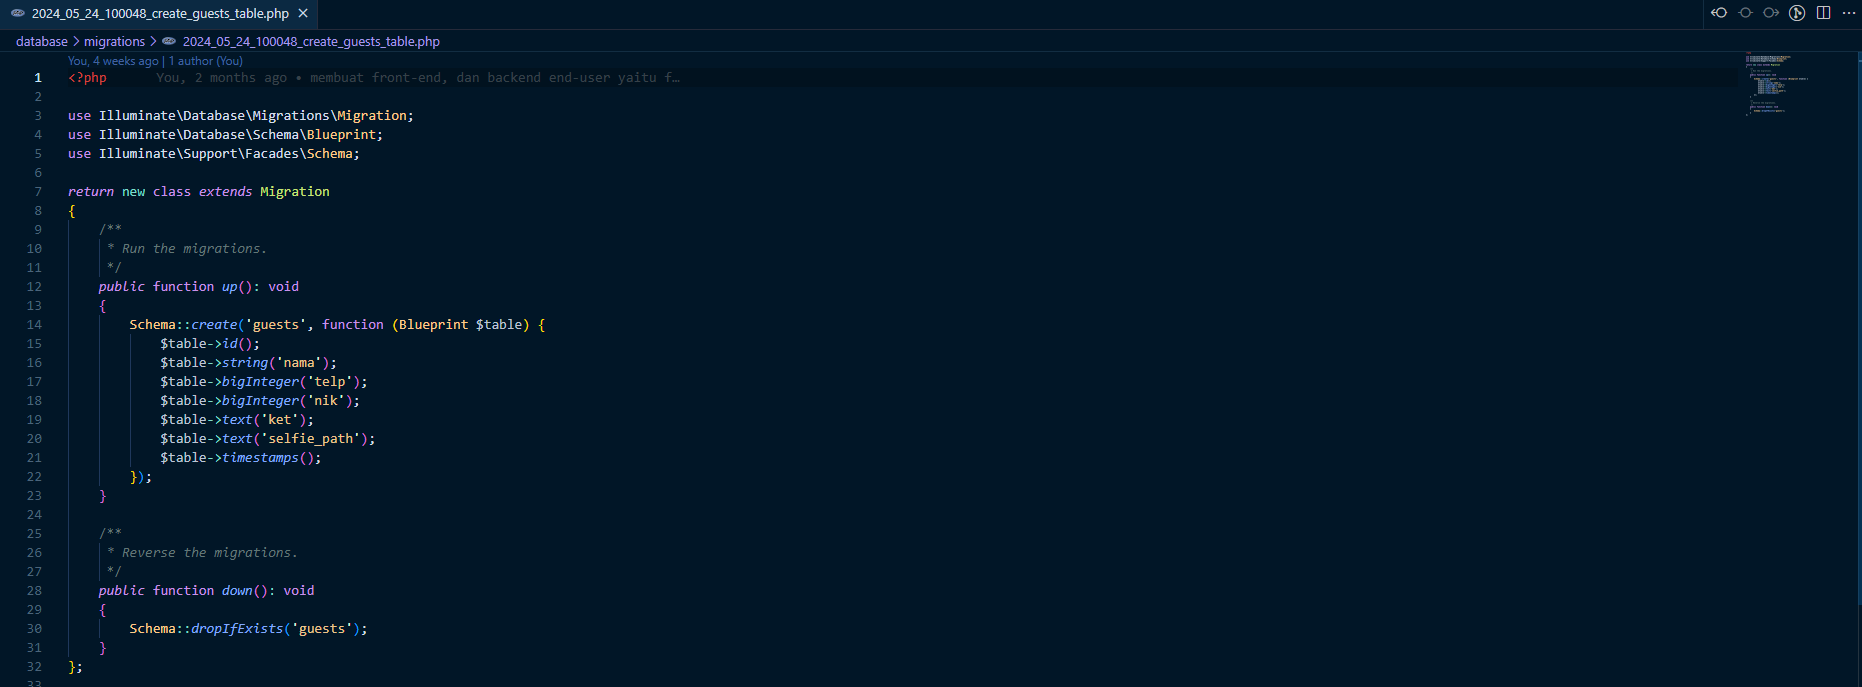 2024_05_24_100048_create_guests_table.php
database > migrations > 2024_05_24_100048_create_guests_table.php
You, 4 weeks ago | 1 author (You)
1 <?php You, 2 months ago • membuat front-end, dan backend end-user yaitu f…
2
3 use Illuminate\Database\Migrations\Migration;
4 use Illuminate\Database\Schema\Blueprint;
5 use Illuminate\Support\Facades\Schema;
6
7 return new class extends Migration
8 {
9     /**
10      * Run the migrations.
11      */
12     public function up(): void
13     {
14         Schema::create('guests', function (Blueprint $table) {
15             $table->id();
16             $table->string('nama');
17             $table->bigInteger('telp');
18             $table->bigInteger('nik');
19             $table->text('ket');
20             $table->text('selfie_path');
21             $table->timestamps();
22         });
23     }
24
25     /**
26      * Reverse the migrations.
27      */
28     public function down(): void
29     {
30         Schema::dropIfExists('guests');
31     }
32 };
33